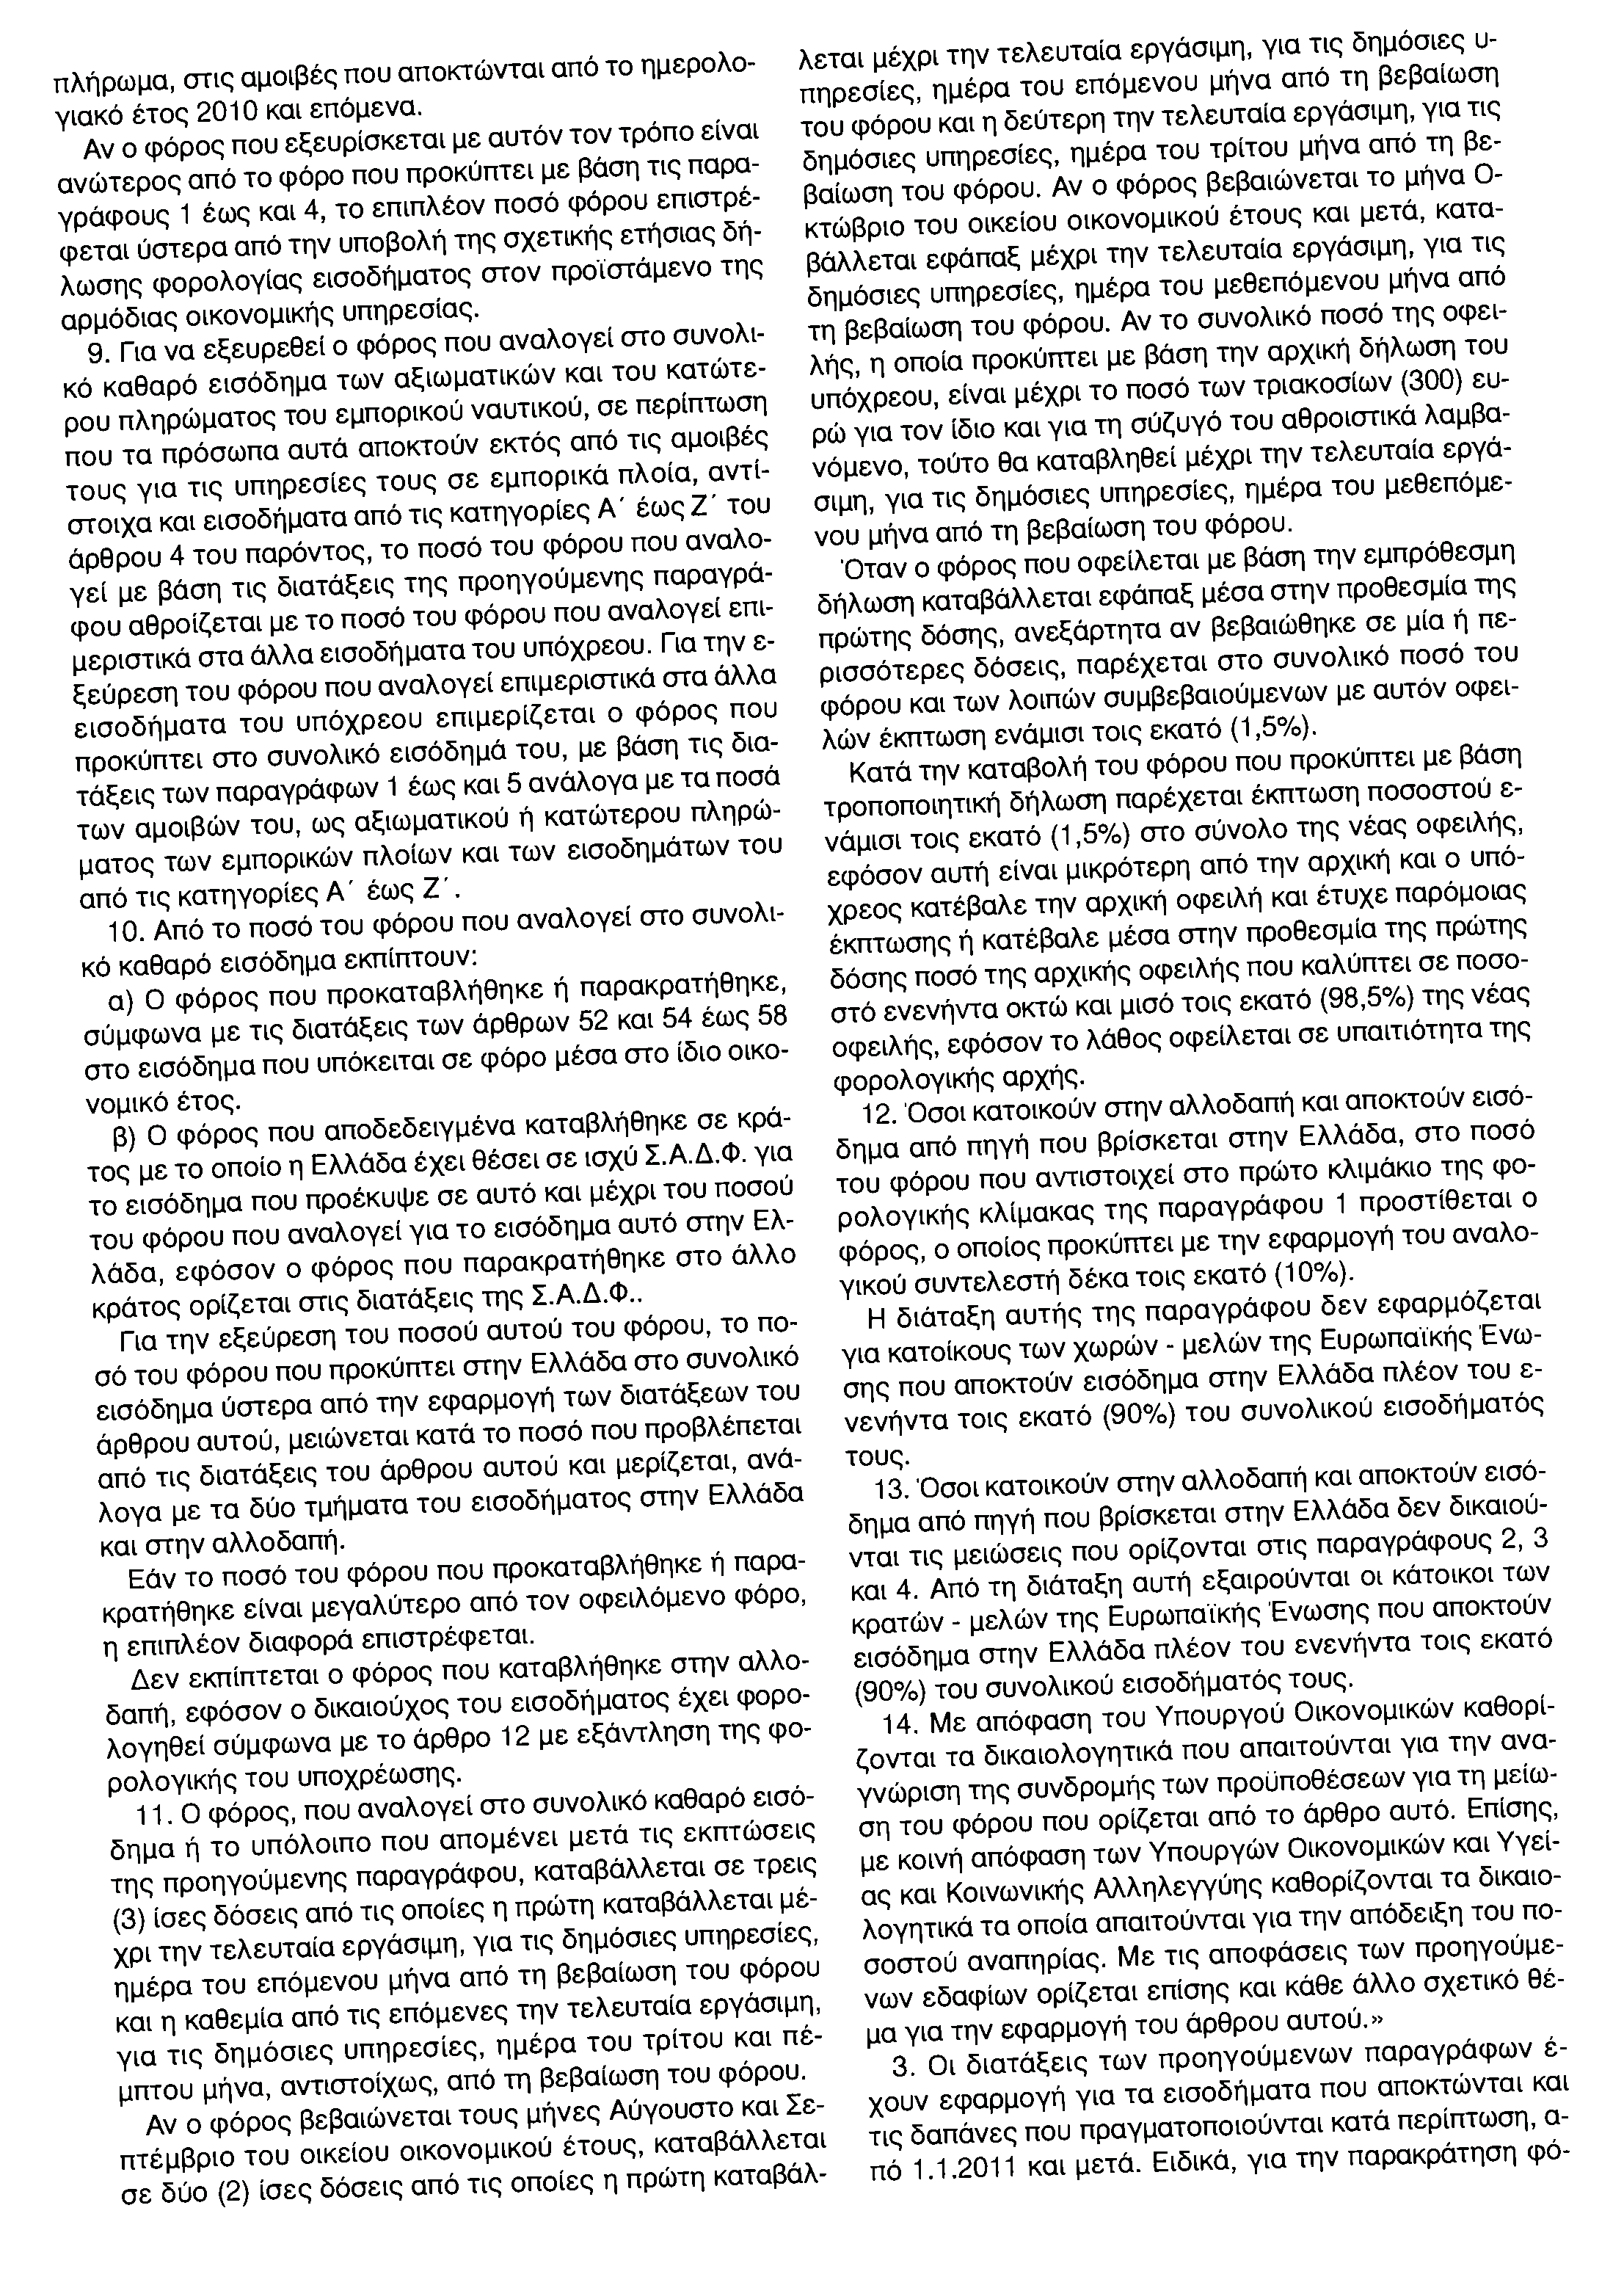 πλήρωμα, στις αμοιβές που αποκτώνται από το ημερολο-
γιακό έτος 2010 και επόμενα.
Αν ο φόρος που εξευρίσκεται με αυτόν τον τρόπο είναι
ανώτερος από το φόρο που προκύπτει με βάση τις παρα-
γράφους 1 έως και 4, το επιπλέον ποσό φόρου επιστρέ-
φεται ύστερα από την υποβολή της σχετικής ετήσιας δή-
λωσης φορολογίας εισοδήματος στον προϊστάμενο της
αρμόδιας οικονομικής υπηρεσίας.
9. Για να εξευρεθεί ο φόρος που αναλογεί στο συνολι-
κό καθαρό εισόδημα των αξιωματικών και του κατώτε-
ρου πληρώματος του εμπορικού ναυτικού, σε περίπτωση
που τα πρόσωπα αυτά αποκτούν εκτός από τις αμοιβές
τους για τις υπηρεσίες τους σε εμπορικά πλοία, αντί-
στοιχα και εισοδήματα από τις κατηγορίες Α΄ έως Ζ΄ του
άρθρου 4 του παρόντος, το ποσό του φόρου που αναλο-
γεί με βάση τις διατάξεις της προηγούμενης παραγρά-
φου αθροίζεται με το ποσό του φόρου που αναλογεί επι-
μεριστικά στα άλλα εισοδήματα του υπόχρεου. Για την ε-
ξεύρεση του φόρου που αναλογεί επιμεριστικά στα άλλα
εισοδήματα του υπόχρεου επιμερίζεται ο φόρος που
προκύπτει στο συνολικό εισόδημά του, με βάση τις δια-
τάξεις των παραγράφων 1 έως και 5 ανάλογα με τα ποσά
των αμοιβών του, ως αξιωματικού ή κατώτερου πληρώ-
ματος των εμπορικών πλοίων και των εισοδημάτων του
από τις κατηγορίες Α΄ έως Ζ΄.
10. Από το ποσό του φόρου που αναλογεί στο συνολι-
κό καθαρό εισόδημα εκπίπτουν:
α) Ο φόρος που προκαταβλήθηκε ή παρακρατήθηκε,
σύμφωνα με τις διατάξεις των άρθρων 52 και 54 έως 58
στο εισόδημα που υπόκειται σε φόρο μέσα στο ίδιο οικο-
νομικό έτος.
β) Ο φόρος που αποδεδειγμένα καταβλήθηκε σε κρά-
τος με το οποίο η Ελλάδα έχει θέσει σε ισχύ Σ.Α.Δ.Φ. για
το εισόδημα που προέκυψε σε αυτό και μέχρι του ποσού
του φόρου που αναλογεί για το εισόδημα αυτό στην Ελ-
λάδα, εφόσον ο φόρος που παρακρατήθηκε στο άλλο
κράτος ορίζεται στις διατάξεις της Σ.Α.Δ.Φ..
Για την εξεύρεση του ποσού αυτού του φόρου, το πο-
σό του φόρου που προκύπτει στην Ελλάδα στο συνολικό
εισόδημα ύστερα από την εφαρμογή των διατάξεων του
άρθρου αυτού, μειώνεται κατά το ποσό που προβλέπεται
από τις διατάξεις του άρθρου αυτού και μερίζεται, ανά-
λογα με τα δύο τμήματα του εισοδήματος στην Ελλάδα
και στην αλλοδαπή.
Εάν το ποσό του φόρου που προκαταβλήθηκε ή παρα-
κρατήθηκε είναι μεγαλύτερο από τον οφειλόμενο φόρο,
η επιπλέον διαφορά επιστρέφεται.
Δεν εκπίπτεται ο φόρος που καταβλήθηκε στην αλλο-
δαπή, εφόσον ο δικαιούχος του εισοδήματος έχει φορο-
λογηθεί σύμφωνα με το άρθρο 12 με εξάντληση της φο-
ρολογικής του υποχρέωσης.
11. Ο φόρος, που αναλογεί στο συνολικό καθαρό εισό-
δημα ή το υπόλοιπο που απομένει μετά τις εκπτώσεις
της προηγούμενης παραγράφου, καταβάλλεται σε τρεις
(3) ίσες δόσεις από τις οποίες η πρώτη καταβάλλεται μέ-
χρι την τελευταία εργάσιμη, για τις δημόσιες υπηρεσίες,
ημέρα του επόμενου μήνα από τη βεβαίωση του φόρου
και η καθεμία από τις επόμενες την τελευταία εργάσιμη,
για τις δημόσιες υπηρεσίες, ημέρα του τρίτου και πέ-
μπτου μήνα, αντιστοίχως, από τη βεβαίωση του φόρου.
Αν ο φόρος βεβαιώνεται τους μήνες Αύγουστο και Σε-
πτέμβριο του οικείου οικονομικού έτους, καταβάλλεται
σε δύο (2) ίσες δόσεις από τις οποίες η πρώτη καταβάλ-
λεται μέχρι την τελευταία εργάσιμη, για τις δημόσιες υ-
πηρεσίες, ημέρα του επόμενου μήνα από τη βεβαίωση
του φόρου και η δεύτερη την τελευταία εργάσιμη, για τις
δημόσιες υπηρεσίες, ημέρα του τρίτου μήνα από τη βε-
βαίωση του φόρου. Αν ο φόρος βεβαιώνεται το μήνα Ο-
κτώβριο του οικείου οικονομικού έτους και μετά, κατα-
βάλλεται εφάπαξ μέχρι την τελευταία εργάσιμη, για τις
δημόσιες υπηρεσίες, ημέρα του μεθεπόμενου μήνα από
τη βεβαίωση του φόρου. Αν το συνολικό ποσό της οφει-
λής, η οποία προκύπτει με βάση την αρχική δήλωση του
υπόχρεου, είναι μέχρι το ποσό των τριακοσίων (300) ευ-
ρώ για τον ίδιο και για τη σύζυγό του αθροιστικά λαμβα-
νόμενο, τούτο θα καταβληθεί μέχρι την τελευταία εργά-
σιμη, για τις δημόσιες υπηρεσίες, ημέρα του μεθεπόμε-
νου μήνα από τη βεβαίωση του φόρου.
Όταν ο φόρος που οφείλεται με βάση την εμπρόθεσμη
δήλωση καταβάλλεται εφάπαξ μέσα στην προθεσμία της
πρώτης δόσης, ανεξάρτητα αν βεβαιώθηκε σε μία ή πε-
ρισσότερες δόσεις, παρέχεται στο συνολικό ποσό του
φόρου και των λοιπών συμβεβαιούμενων με αυτόν οφει-
λών έκπτωση ενάμισι τοις εκατό (1,5%).
Κατά την καταβολή του φόρου που προκύπτει με βάση
τροποποιητική δήλωση παρέχεται έκπτωση ποσοστού ε-
νάμισι τοις εκατό (1,5%) στο σύνολο της νέας οφειλής,
εφόσον αυτή είναι μικρότερη από την αρχική και ο υπό-
χρεος κατέβαλε την αρχική οφειλή και έτυχε παρόμοιας
έκπτωσης ή κατέβαλε μέσα στην προθεσμία της πρώτης
δόσης ποσό της αρχικής οφειλής που καλύπτει σε ποσο-
στό ενενήντα οκτώ και μισό τοις εκατό (98,5%) της νέας
οφειλής, εφόσον το λάθος οφείλεται σε υπαιτιότητα της
φορολογικής αρχής.
12. Όσοι κατοικούν στην αλλοδαπή και αποκτούν εισό-
δημα από πηγή που βρίσκεται στην Ελλάδα, στο ποσό
του φόρου που αντιστοιχεί στο πρώτο κλιμάκιο της φο-
ρολογικής κλίμακας της παραγράφου 1 προστίθεται ο
φόρος, ο οποίος προκύπτει με την εφαρμογή του αναλο-
γικού συντελεστή δέκα τοις εκατό (10%).
Η διάταξη αυτής της παραγράφου δεν εφαρμόζεται
για κατοίκους των χωρών - μελών της Ευρωπαϊκής Ένω-
σης που αποκτούν εισόδημα στην Ελλάδα πλέον του ε-
νενήντα τοις εκατό (90%) του συνολικού εισοδήματός
τους.
13. Όσοι κατοικούν στην αλλοδαπή και αποκτούν εισό-
δημα από πηγή που βρίσκεται στην Ελλάδα δεν δικαιού-
νται τις μειώσεις που ορίζονται στις παραγράφους 2, 3
και 4. Από τη διάταξη αυτή εξαιρούνται οι κάτοικοι των
κρατών - μελών της Ευρωπαϊκής Ένωσης που αποκτούν
εισόδημα στην Ελλάδα πλέον του ενενήντα τοις εκατό
(90%) του συνολικού εισοδήματός τους.
14. Με απόφαση του Υπουργού Οικονομικών καθορί-
ζονται τα δικαιολογητικά που απαιτούνται για την ανα-
γνώριση της συνδρομής των προϋποθέσεων για τη μείω-
ση του φόρου που ορίζεται από το άρθρο αυτό. Επίσης,
με κοινή απόφαση των Υπουργών Οικονομικών και Υγεί-
ας και Κοινωνικής Αλληλεγγύης καθορίζονται τα δικαιο-
λογητικά τα οποία απαιτούνται για την απόδειξη του πο-
σοστού αναπηρίας. Με τις αποφάσεις των προηγούμε-
νων εδαφίων ορίζεται επίσης και κάθε άλλο σχετικό θέ-
μα για την εφαρμογή του άρθρου αυτού.»
3. Οι διατάξεις των προηγούμενων παραγράφων έ-
χουν εφαρμογή για τα εισοδήματα που αποκτώνται και
τις δαπάνες που πραγματοποιούνται κατά περίπτωση, α-
πό 1.1.2011 και μετά. Ειδικά, για την παρακράτηση φό-